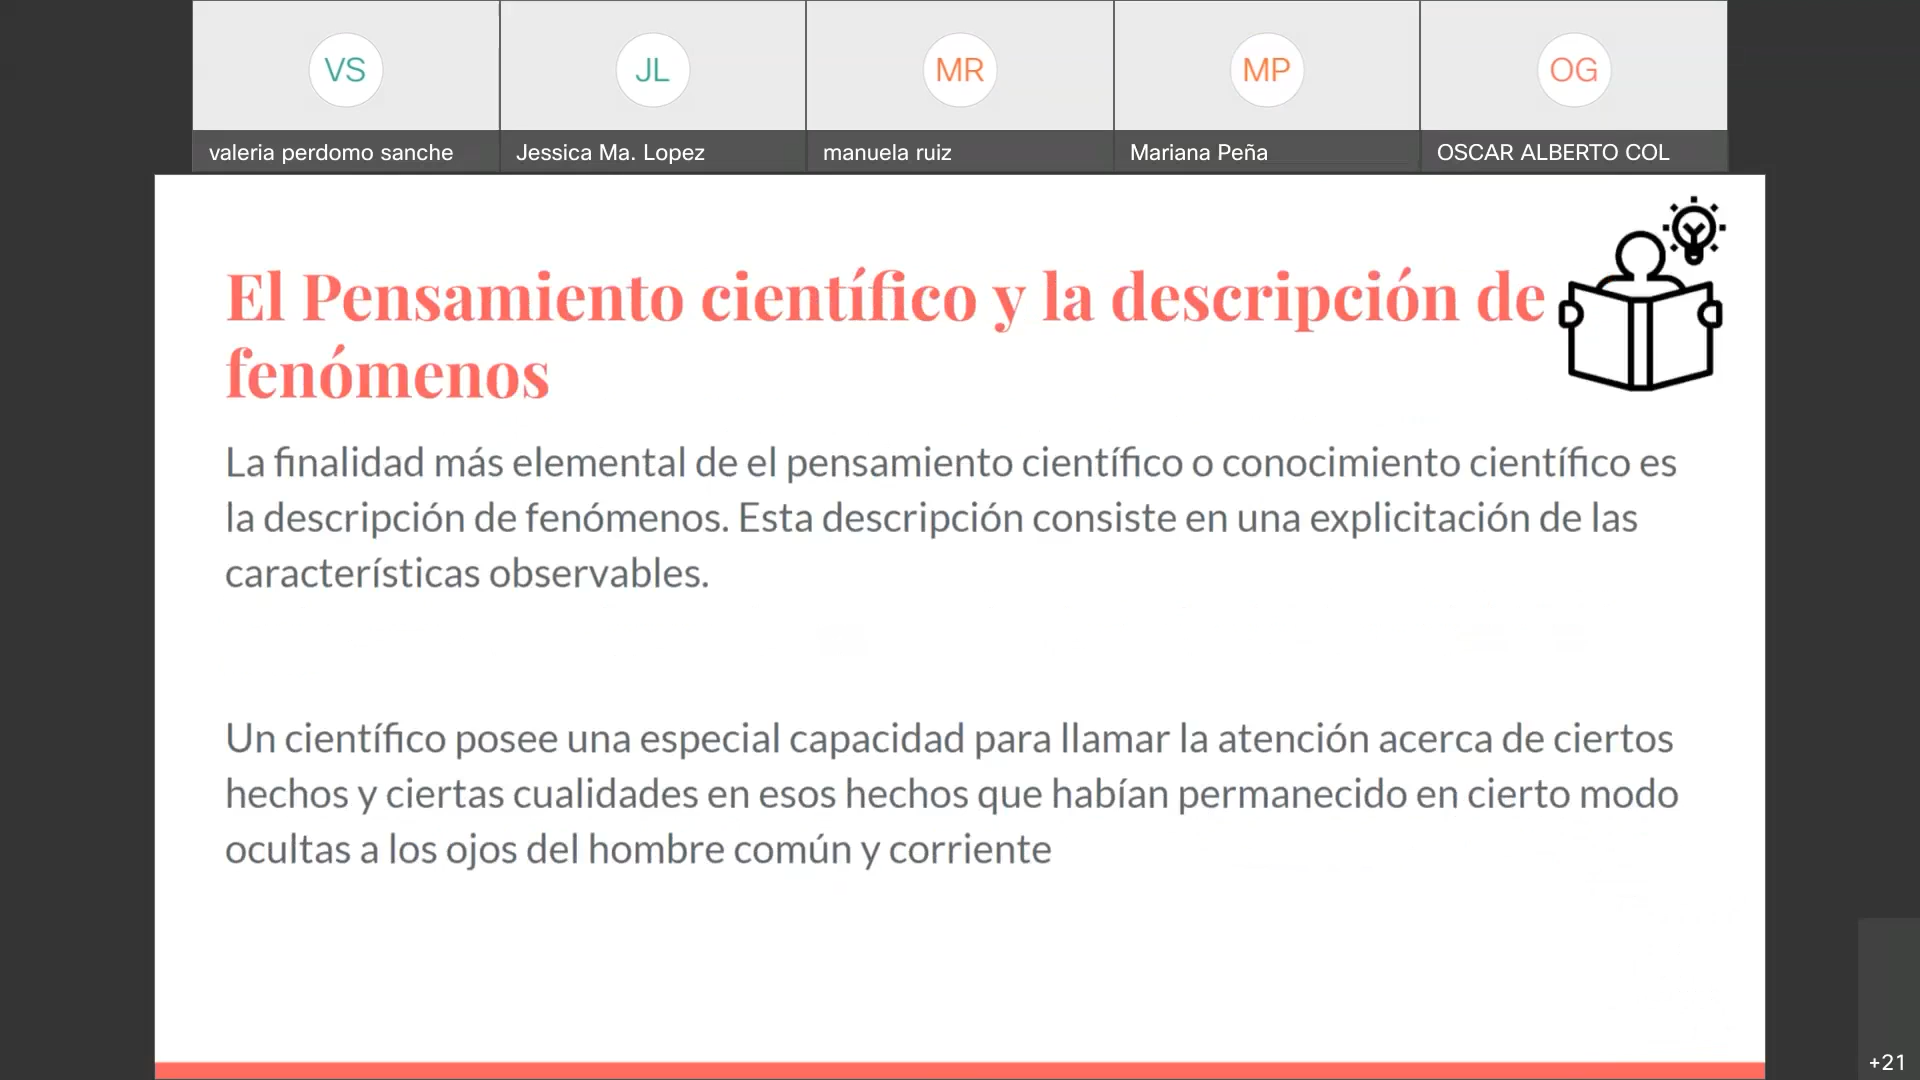 VS
JL
MR
MP
OG
valeria perdomo sanche
Jessica Ma. Lopez
manuela ruiz
Mariana Peña
OSCAR ALBERTO COL
El Pensamiento científico y la descripción de
fenómenos
La finalidad más elemental de el pensamiento científico o conocimiento científico es
la descripción de fenómenos. Esta descripción consiste en una explicitación de las
características observables.
Un científico posee una especial capacidad para llamar la atención acerca de ciertos
hechos y ciertas cualidades en esos hechos que habían permanecido en cierto modo
ocultas a los ojos del hombre común y corriente
+21